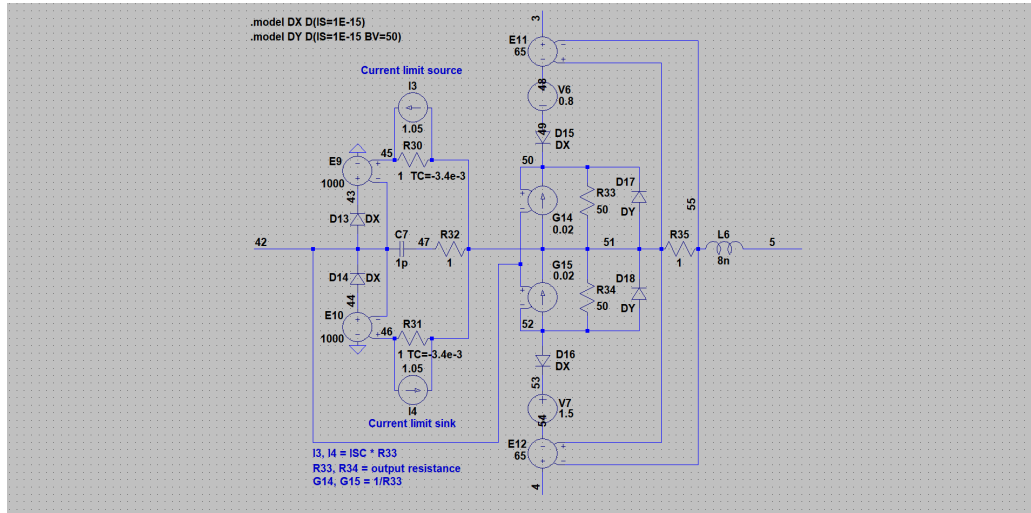 .model DX D(IS=1E-15)
.model DY D(IS=1E-15 BV=50)
3
E11
65
48
V6
0.8
49
D15
DX
Current limit source
I3
1.05
R30
45
1 TC=-3.4e-3
E9
1000
43
D13
DX
50
G14
0.02
R33
50
D17
DY
55
42
C7
1p
47
R32
1
51
R35
1
L6
8n
5
D14
DX
44
E10
1000
46
R31
1 TC=-3.4e-3
1.05
I4
Current limit sink
G15
0.02
R34
50
D18
DY
52
D16
DX
53
V7
1.5
54
E12
65
4
I3, I4 = ISC * R33
R33, R34 = output resistance
G14, G15 = 1/R33